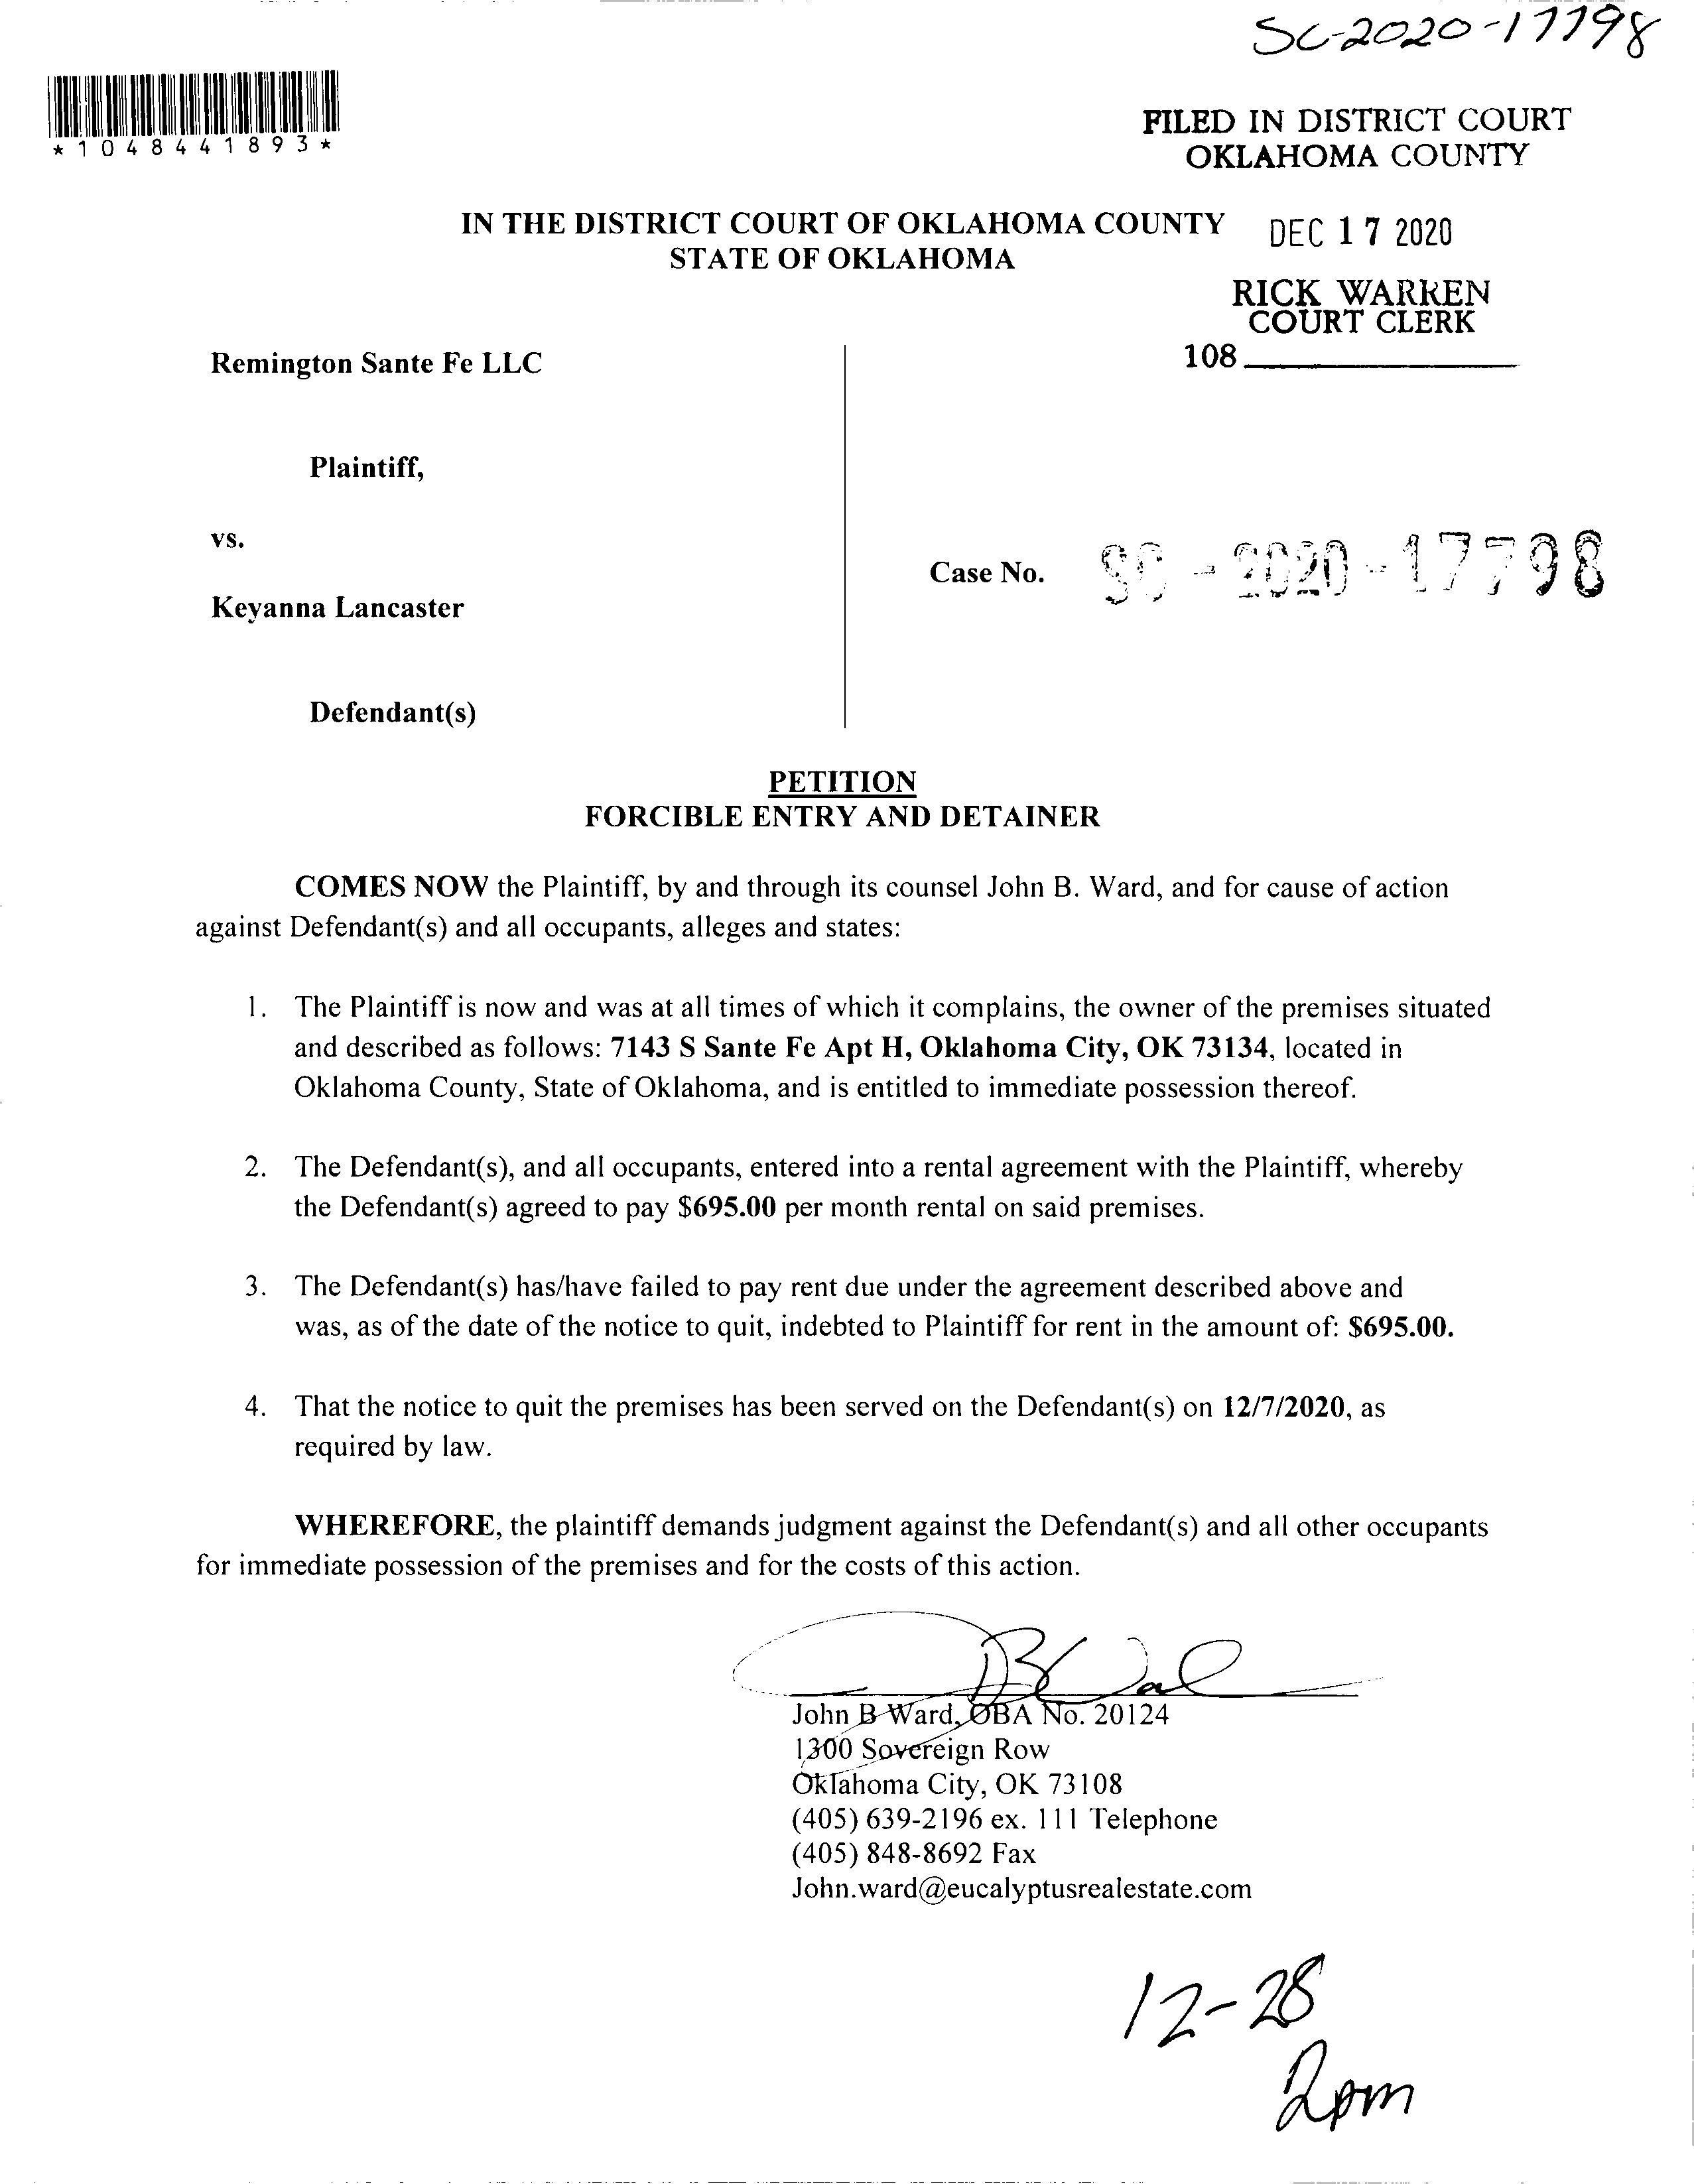 SC-2020-17798
*1048441893*
FILED IN DISTRICT COURT
OKLAHOMA COUNTY
IN THE DISTRICT COURT OF OKLAHOMA COUNTY
STATE OF OKLAHOMA
DEC 17 2020
RICK WARREN
COURT CLERK
108
Remington Sante Fe LLC
Plaintiff,
vs.
Keyanna Lancaster
Defendant(s)
Case No. SC - 2020 - 17798
PETITION
FORCIBLE ENTRY AND DETAINER
COMES NOW the Plaintiff, by and through its counsel John B. Ward, and for cause of action
against Defendant(s) and all occupants, alleges and states:
1. The Plaintiff is now and was at all times of which it complains, the owner of the premises situated
and described as follows: 7143 S Sante Fe Apt H, Oklahoma City, OK 73134, located in
Oklahoma County, State of Oklahoma, and is entitled to immediate possession thereof.
2. The Defendant(s), and all occupants, entered into a rental agreement with the Plaintiff, whereby
the Defendant(s) agreed to pay $695.00 per month rental on said premises.
3. The Defendant(s) has/have failed to pay rent due under the agreement described above and
was, as of the date of the notice to quit, indebted to Plaintiff for rent in the amount of: $695.00.
4. That the notice to quit the premises has been served on the Defendant(s) on 12/7/2020, as
required by law.
WHEREFORE, the plaintiff demands judgment against the Defendant(s) and all other occupants
for immediate possession of the premises and for the costs of this action.
John B Ward, OBA No. 20124
1300 Sovereign Row
Oklahoma City, OK 73108
(405) 639-2196 ex. 111 Telephone
(405) 848-8692 Fax
John.ward@eucalyptusrealestate.com
12-28
2pm